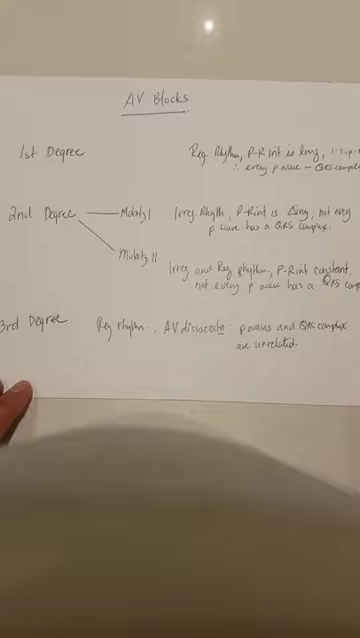 AV Blocks
1st Degree Reg. Rhythm, P-R int is long,
∴ every p wave - QRS complex
2nd Degree Mobitz I Irreg. Rhyth, P-R int is Δing, not every
p wave has a QRS complex.
Mobitz II Irreg and Reg rhythm, P-R int constant,
not every p wave has a QRS
3rd Degree Reg rhythm, AV dissociatn: p waves and QRS complex
are unrelated.